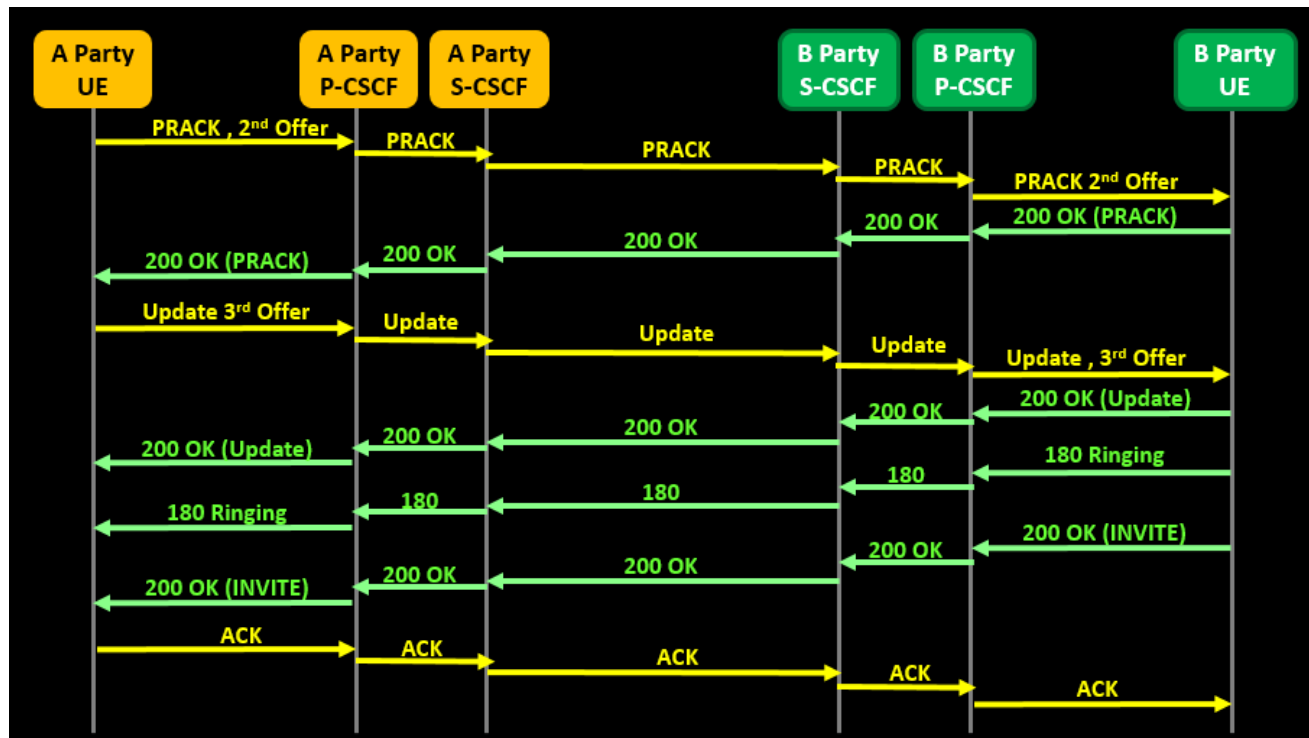 A Party
UE
A Party
P-CSCF
A Party
S-CSCF
B Party
S-CSCF
B Party
P-CSCF
B Party
UE
PRACK , 2nd Offer
PRACK
PRACK
PRACK
PRACK 2nd Offer
200 OK (PRACK)
200 OK
200 OK
200 OK
200 OK (PRACK)
Update 3rd Offer
Update
Update
Update
Update , 3rd Offer
200 OK (Update)
200 OK
200 OK
200 OK
200 OK (Update)
180 Ringing
180
180
180
180 Ringing
200 OK (INVITE)
200 OK
200 OK
200 OK
200 OK (INVITE)
ACK
ACK
ACK
ACK
ACK